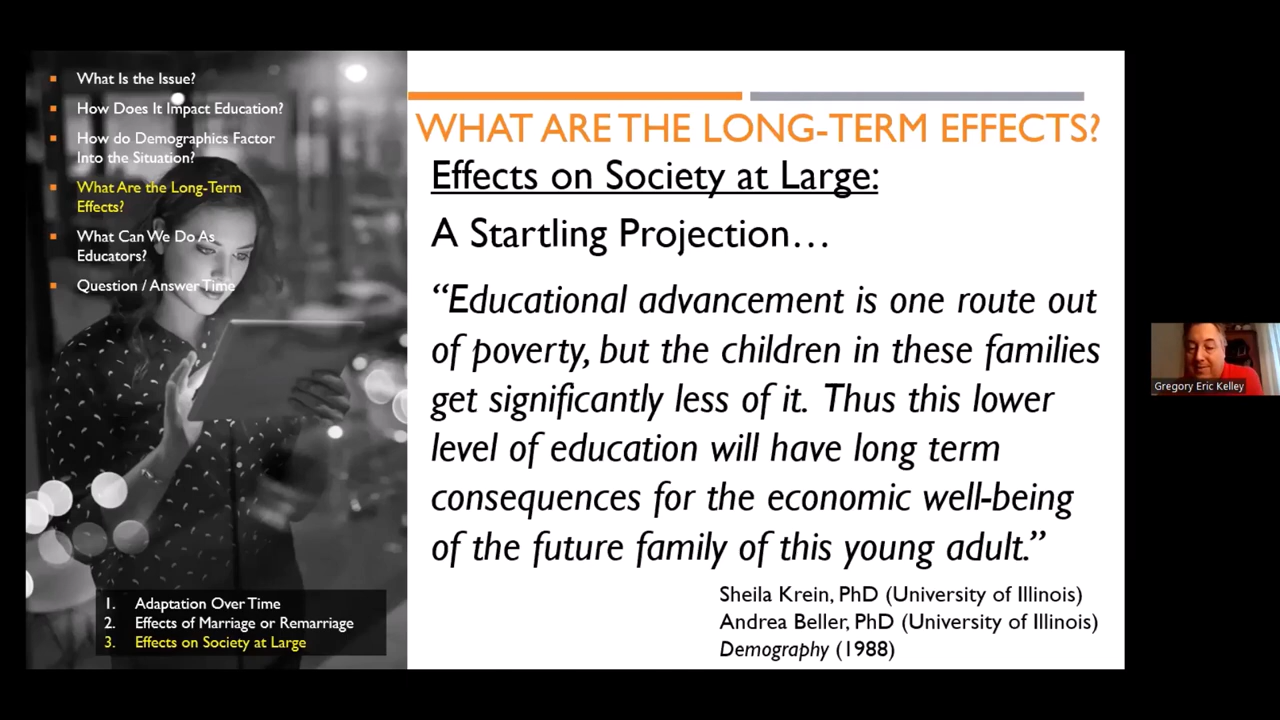 What Is the Issue?
How Does It Impact Education?
How do Demographics Factor
Into the Situation?
What Are the Long-Term
Effects?
What Can We Do As
Educators?
Question / Answer Time
1. Adaptation Over Time
2. Effects of Marriage or Remarriage
3. Effects on Society at Large
WHAT ARE THE LONG-TERM EFFECTS?
Effects on Society at Large:
A Startling Projection…
“Educational advancement is one route out
of poverty, but the children in these families
get significantly less of it. Thus this lower
level of education will have long term
consequences for the economic well-being
of the future family of this young adult.”
Sheila Krein, PhD (University of Illinois)
Andrea Beller, PhD (University of Illinois)
Demography (1988)
Gregory Eric Kelley